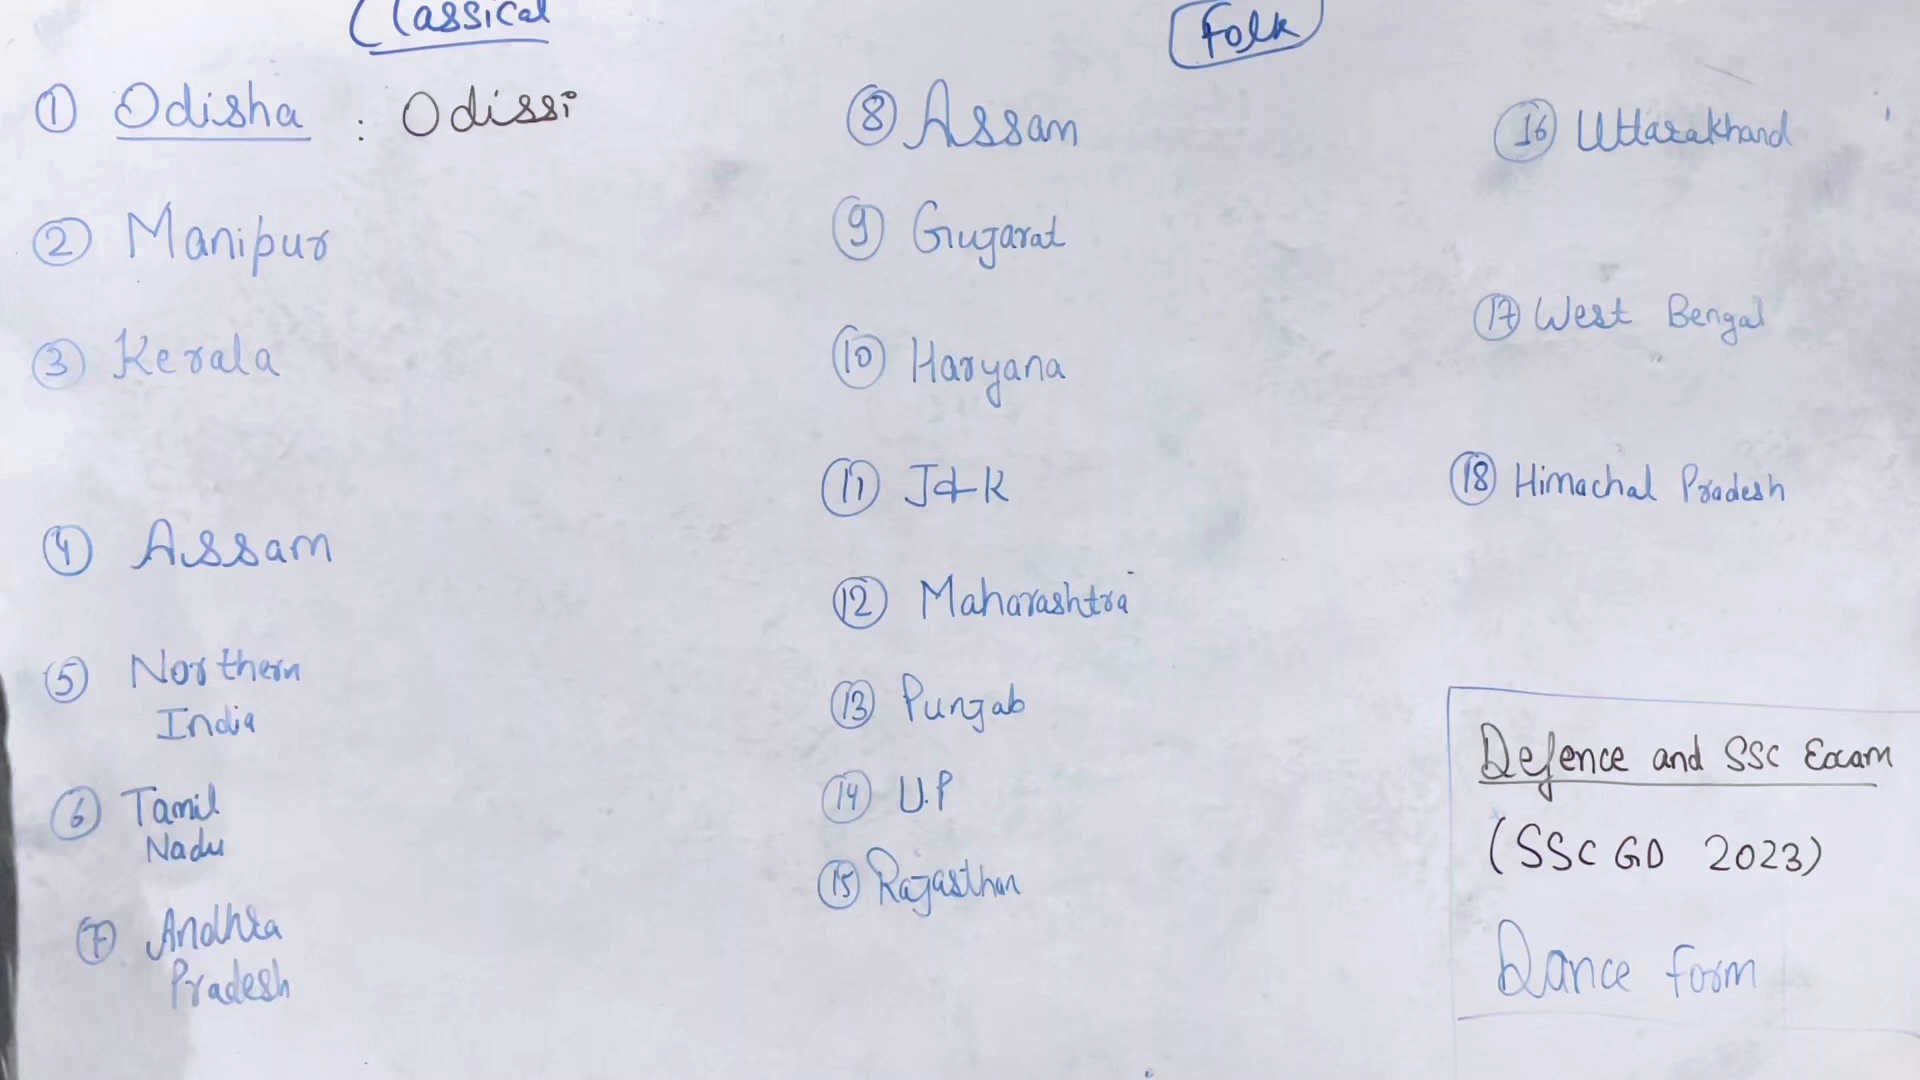 Classical
① Odisha : Odissi
② Manipur
③ Kerala
④ Assam
⑤ Northern
India
⑥ Tamil
Nadu
⑦ Andhra
Pradesh
Folk
⑧ Assam
⑨ Gujarat
⑩ Haryana
⑪ J&K
⑫ Maharashtra
⑬ Punjab
⑭ U.P
⑮ Rajasthan
⑯ Uttarakhand
⑰ West Bengal
⑱ Himachal Pradesh
Defence and SSC Exam
(SSC GD 2023)
Dance form